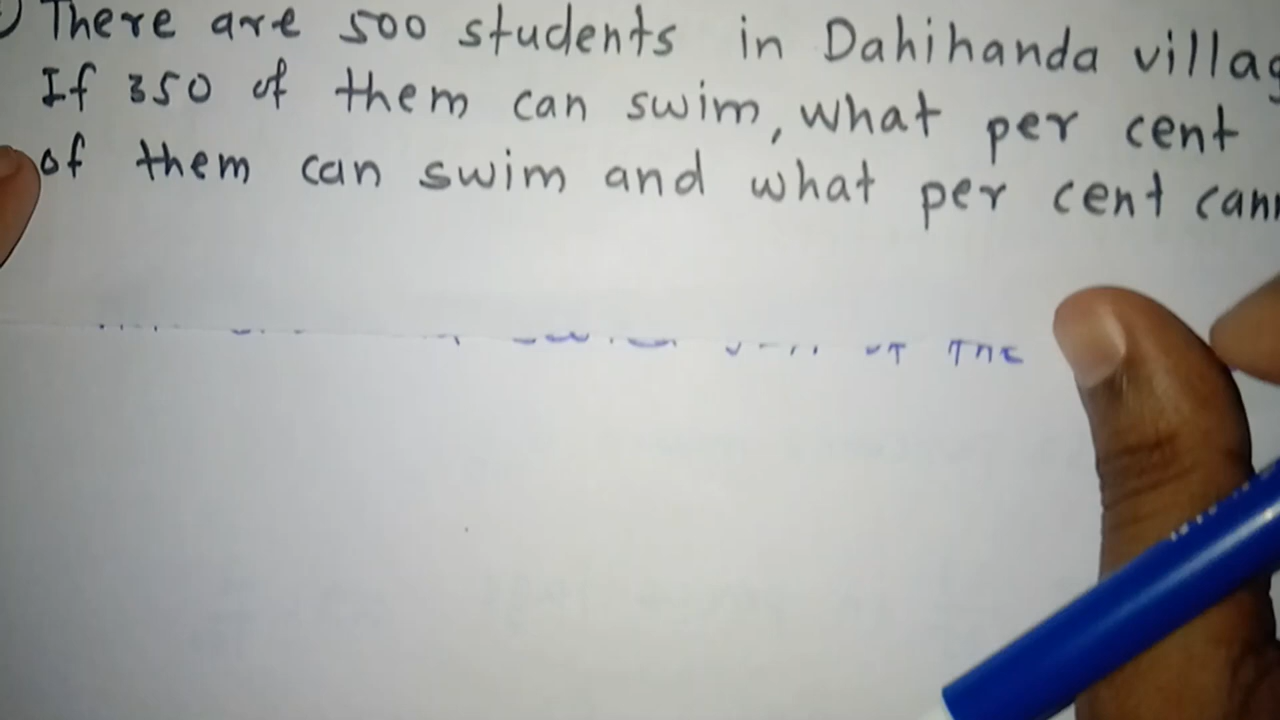 There are 500 students in Dahihanda villag
If 350 of them can swim, what per cent
of them can swim and what per cent cann